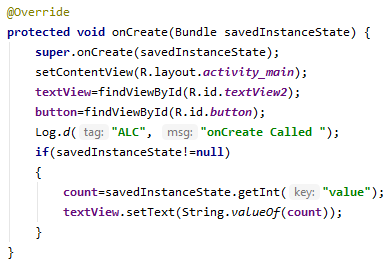 @Override
protected void onCreate(Bundle savedInstanceState) {
super.onCreate(savedInstanceState);
setContentView(R.layout.activity_main);
textView=findViewById(R.id.textView2);
button=findViewById(R.id.button);
Log.d( tag: "ALC", msg: "onCreate Called ");
if(savedInstanceState!=null)
{
count=savedInstanceState.getInt( key: "value");
textView.setText(String.valueOf(count));
}
}